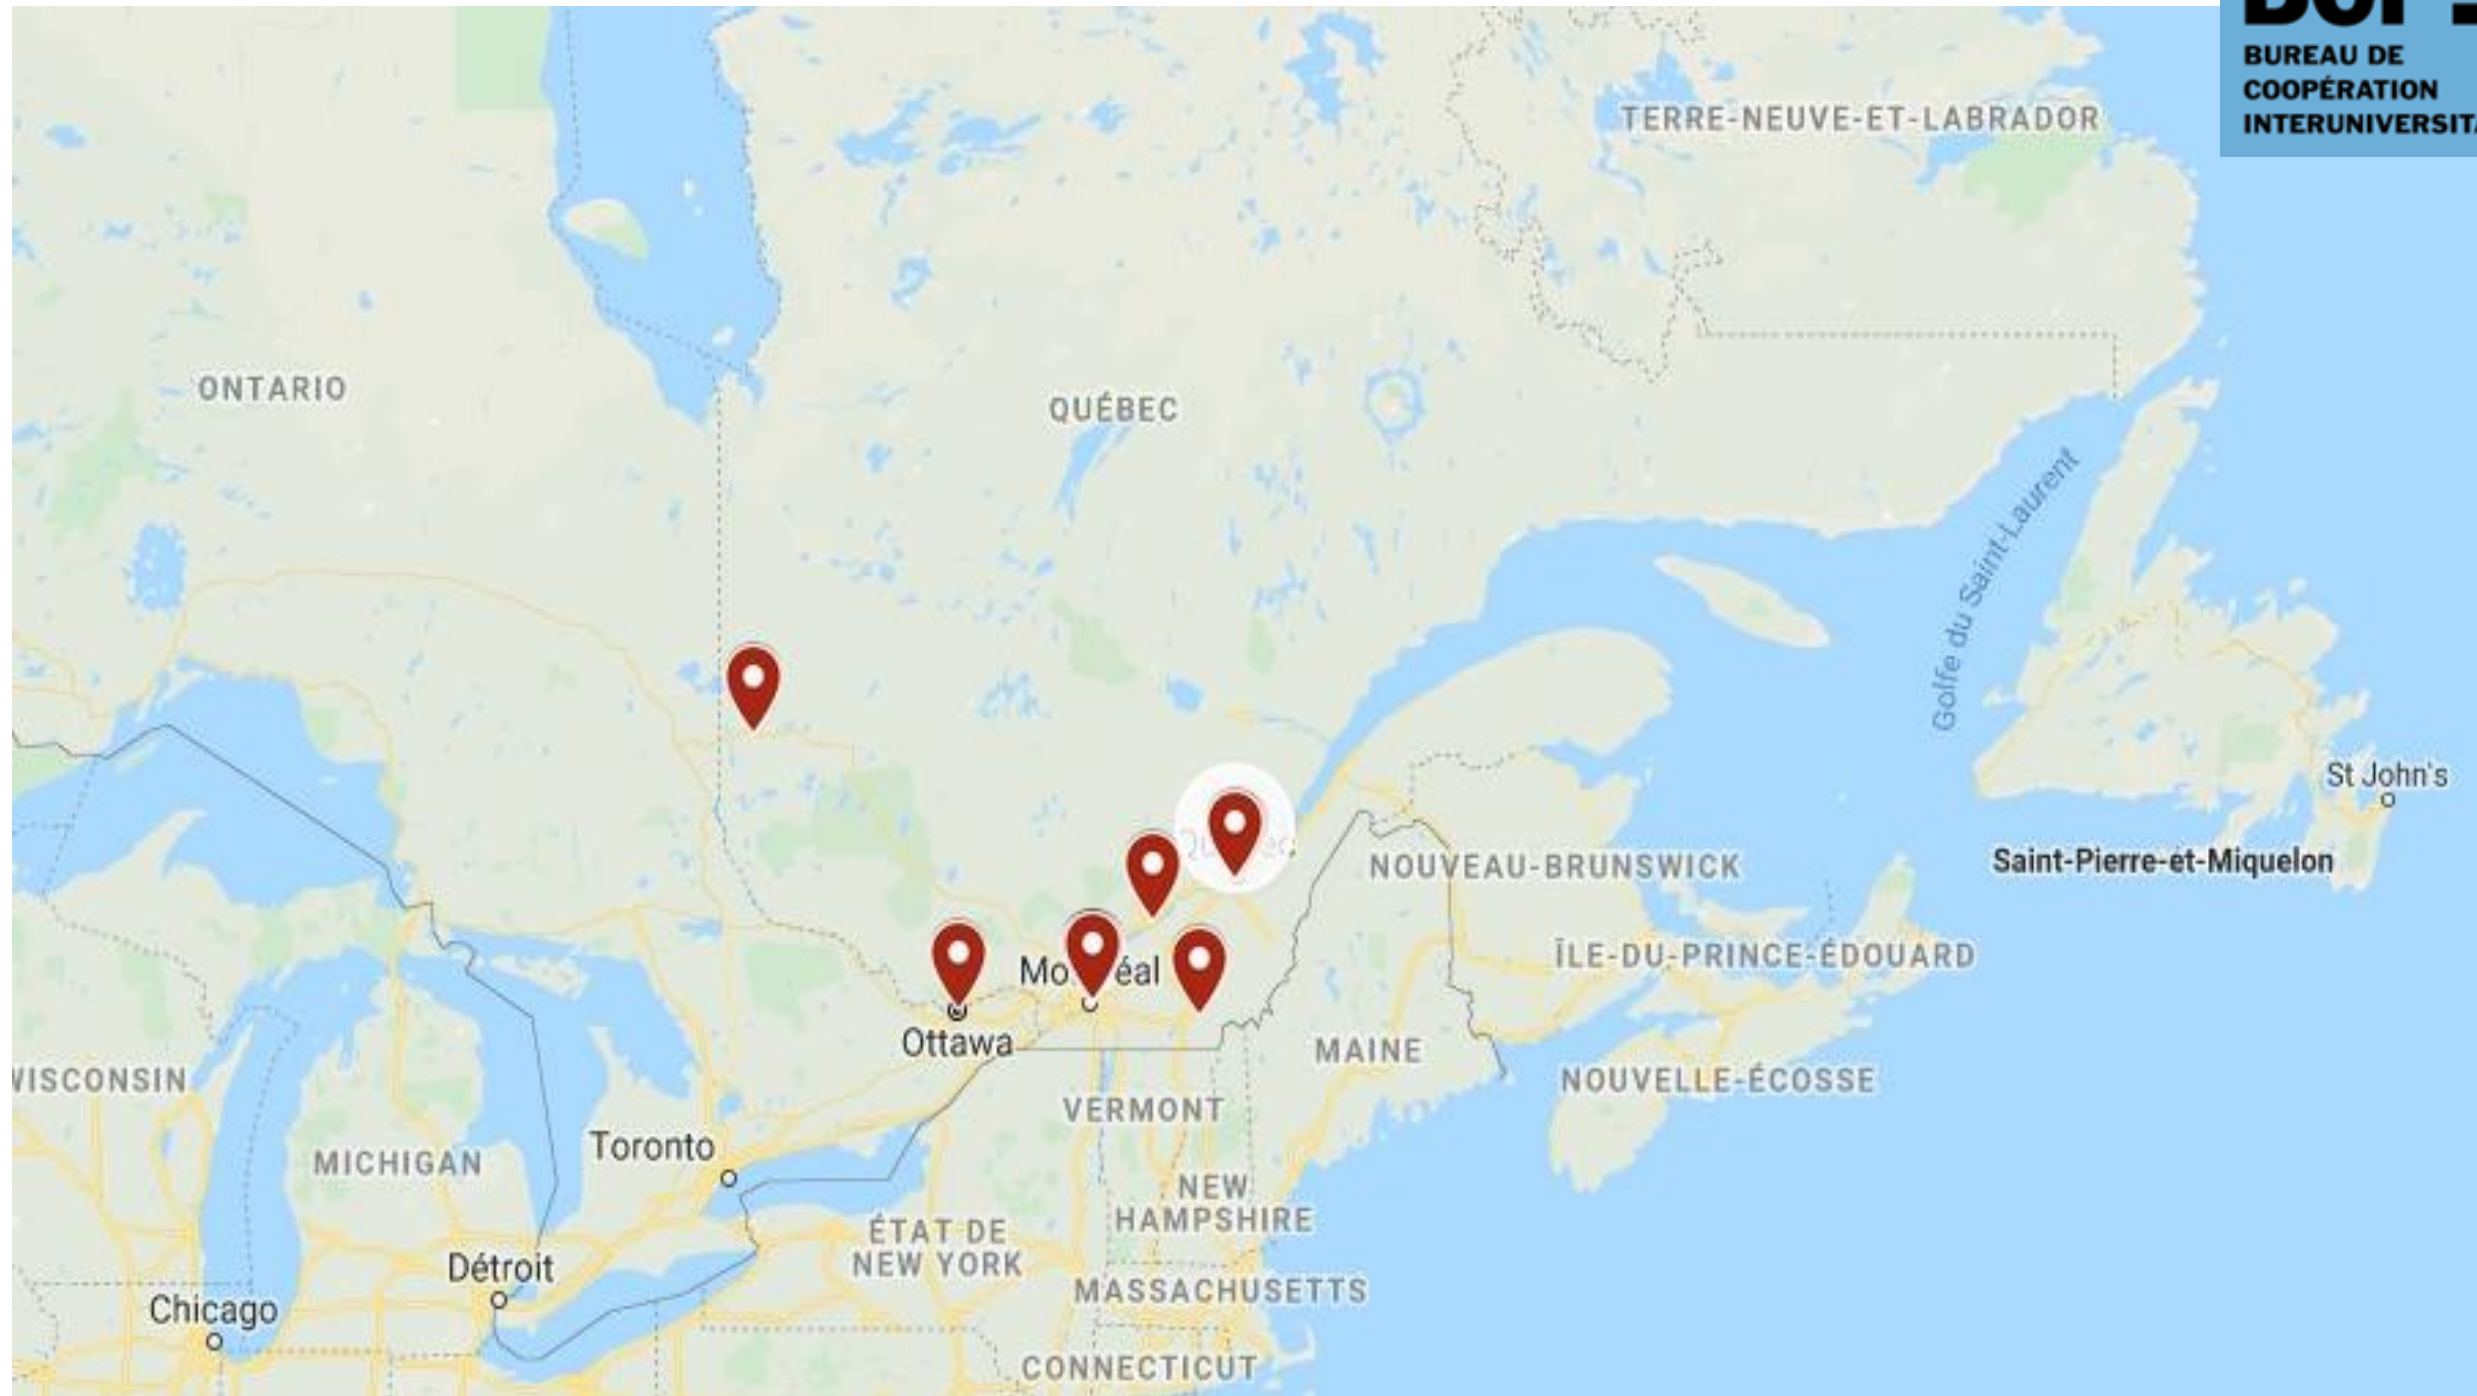 BUREAU DE
COOPÉRATION
TERRE-NEUVE-ET-LABRADOR
ONTARIO
QUÉBEC
Golfe du Saint-Laurent
St John's
Saint-Pierre-et-Miquelon
NOUVEAU-BRUNSWICK
ÎLE-DU-PRINCE-ÉDOUARD
Ottawa
MAINE
NOUVELLE-ÉCOSSE
WISCONSIN
VERMONT
Toronto
MICHIGAN
NEW
HAMPSHIRE
ÉTAT DE
NEW YORK
Détroit
MASSACHUSETTS
Chicago
CONNECTICUT